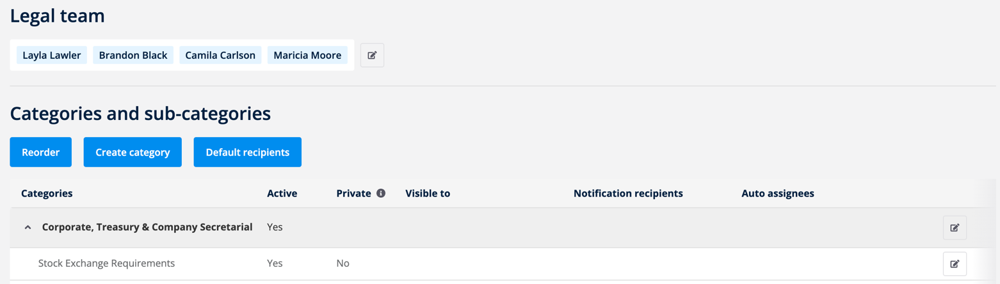 Legal team
Layla Lawler Brandon Black Camila Carlson Maricia Moore
Categories and sub-categories
Reorder Create category Default recipients
Categories Active Private Visible to Notification recipients Auto assignees
Corporate, Treasury & Company Secretarial Yes
Stock Exchange Requirements Yes No